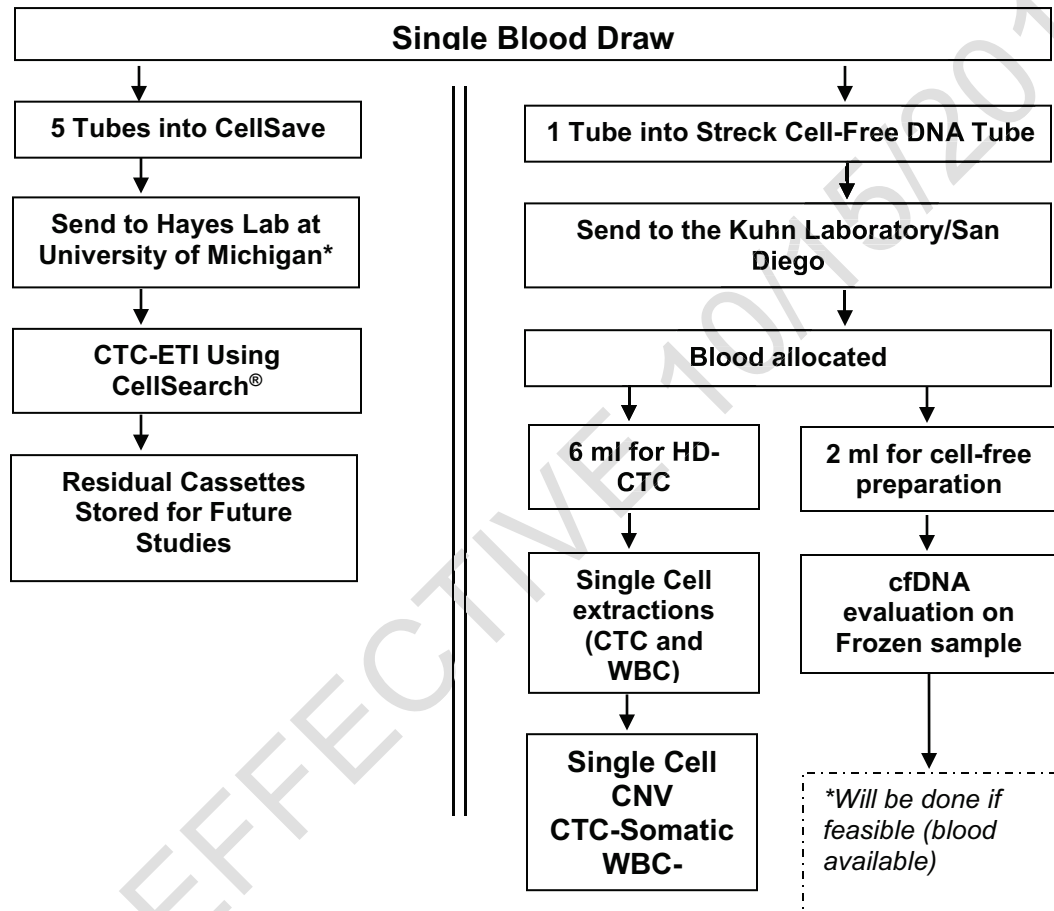 Single Blood Draw
5 Tubes into CellSave
Send to Hayes Lab at
University of Michigan*
CTC-ETI Using
CellSearch®
Residual Cassettes
Stored for Future
Studies
1 Tube into Streck Cell-Free DNA Tube
Send to the Kuhn Laboratory/San
Diego
Blood allocated
6 ml for HD-
CTC
Single Cell
extractions
(CTC and
WBC)
Single Cell
CNV
CTC-Somatic
WBC-
2 ml for cell-free
preparation
cfDNA
evaluation on
Frozen sample
*Will be done if
feasible (blood
available)
EFFECTIVE 10/15/201